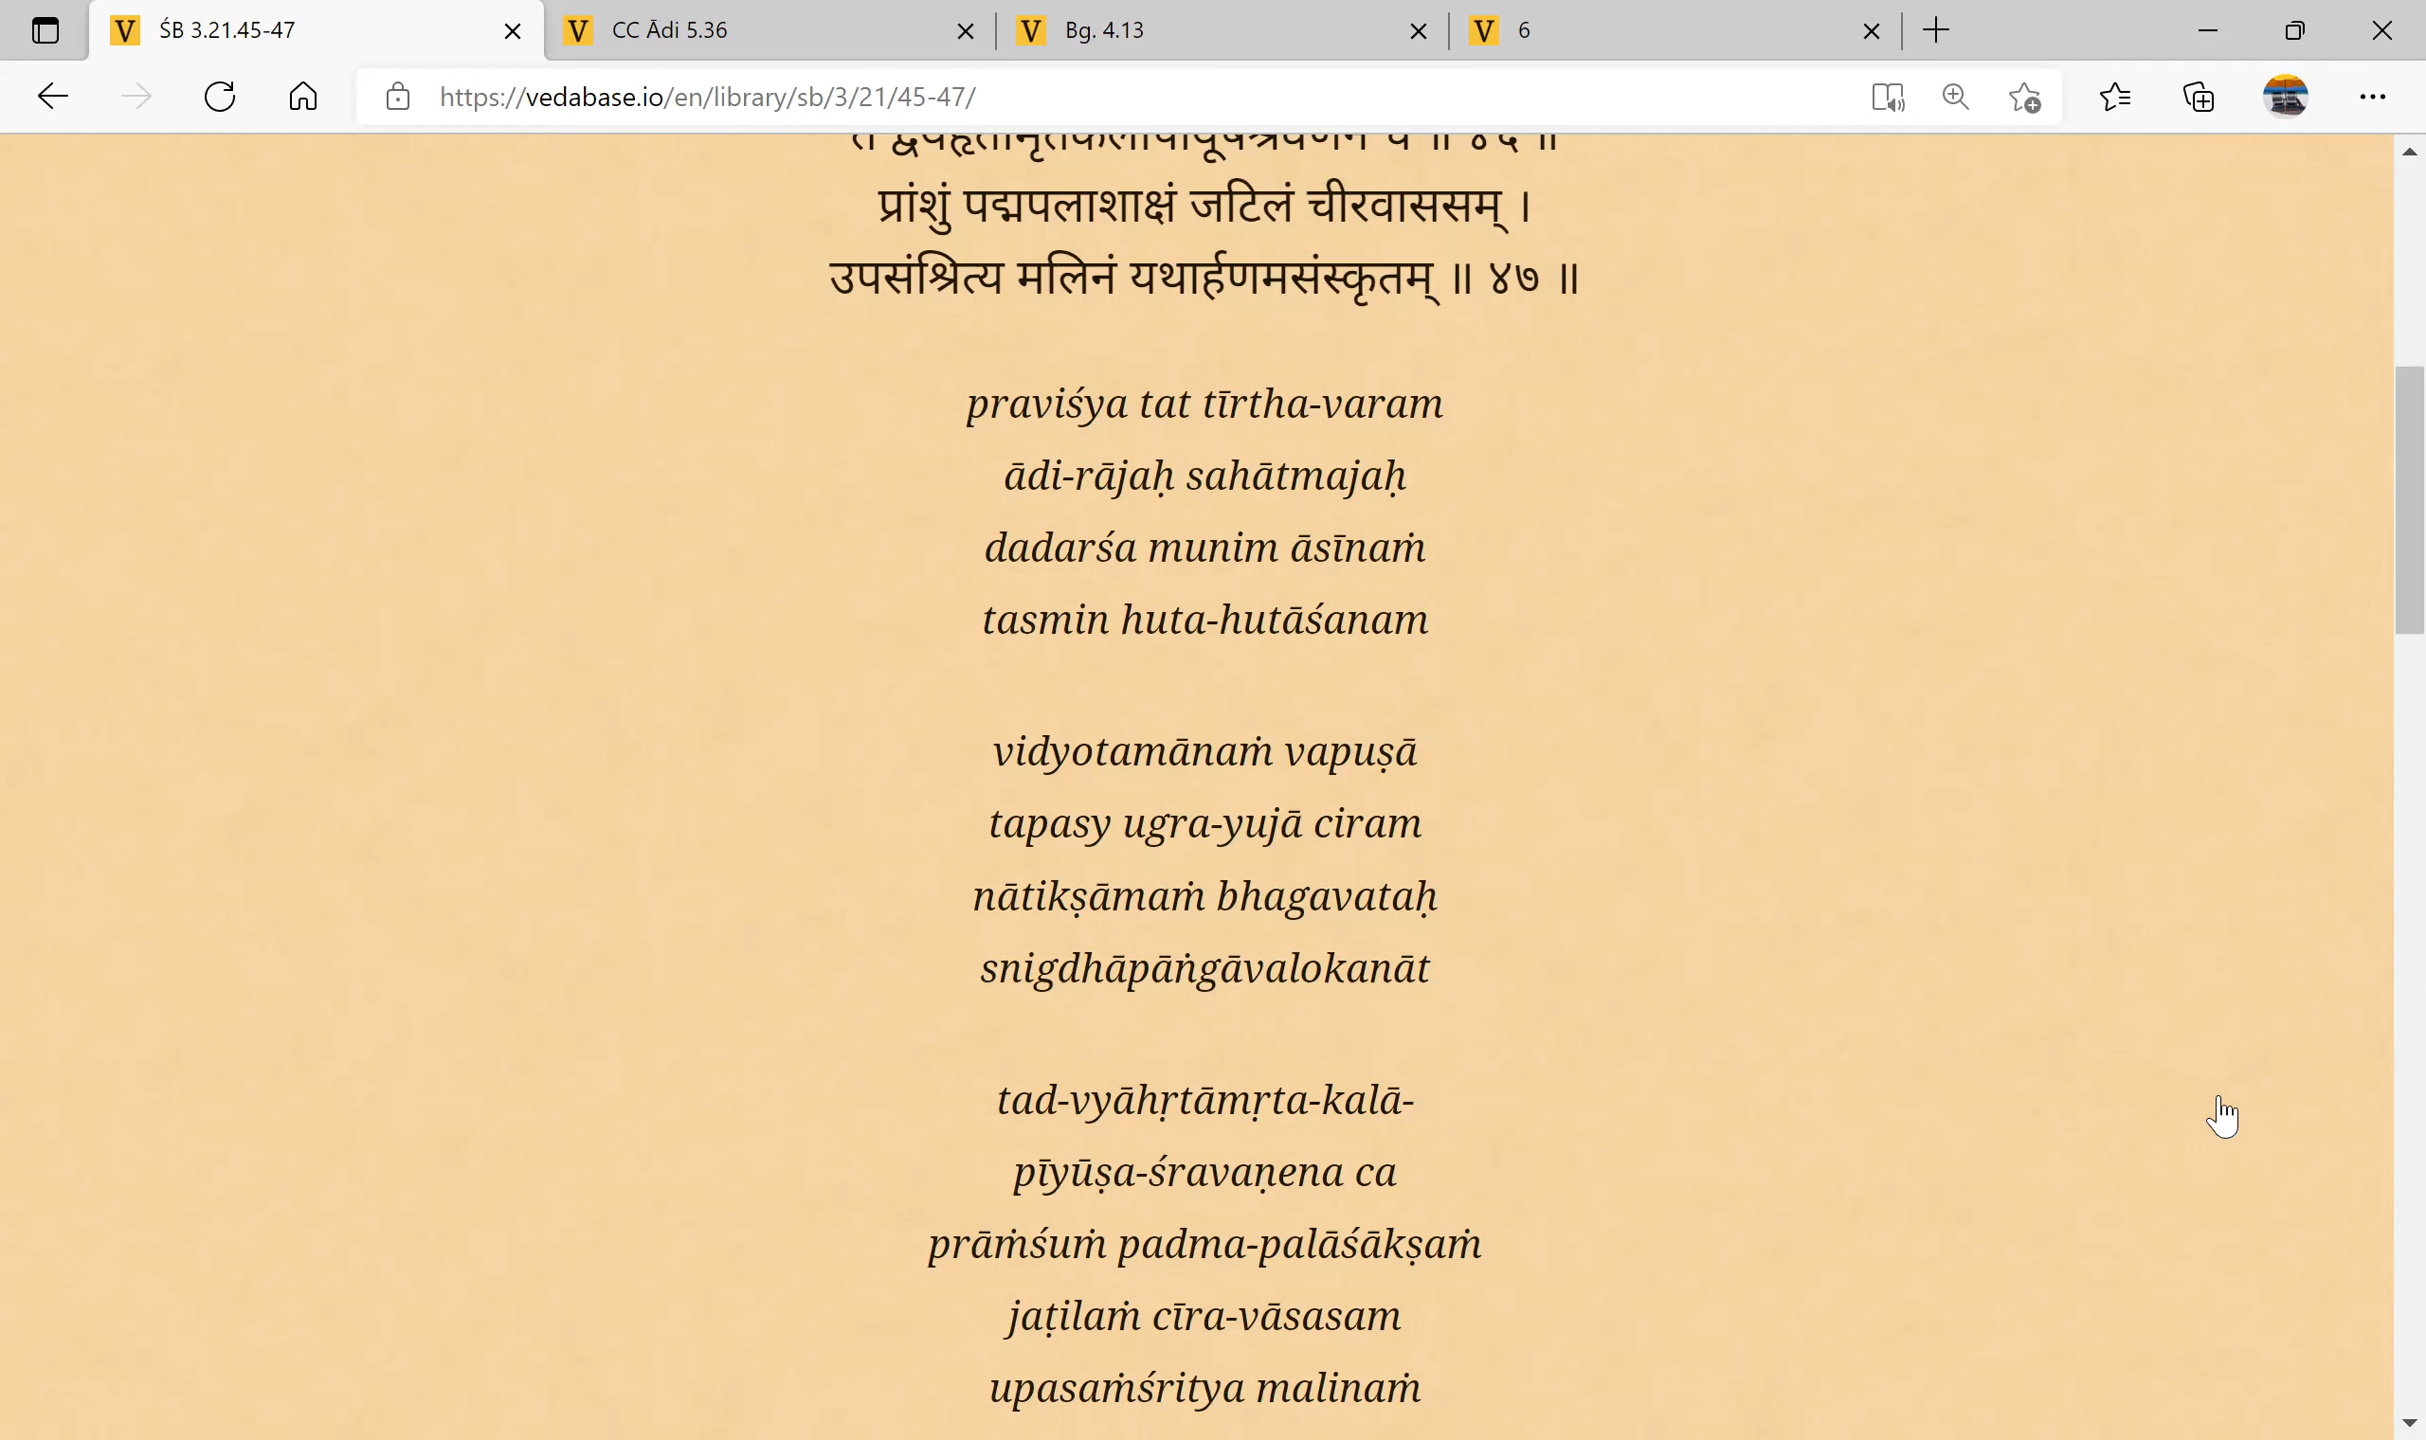 ŚB 3.21.45-47
CC Ādi 5.36
Bg. 4.13
6
https://vedabase.io/en/library/sb/3/21/45-47/
प्रांशुं पद्मपलाशाक्षं जटिलं चीरवाससम् ।
उपसंश्रित्य मलिनं यथार्हणमसंस्कृतम् ॥ ४७ ॥
praviśya tat tīrtha-varam
ādi-rājaḥ sahātmajaḥ
dadarśa munim āsīnaṁ
tasmin huta-hutāśanam
vidyotamānaṁ vapuṣā
tapasy ugra-yujā ciram
nātikṣāmaṁ bhagavataḥ
snigdhāpāṅgāvalokanāt
tad-vyāhṛtāmṛta-kalā-
pīyūṣa-śravaṇena ca
prāṁśuṁ padma-palāśākṣaṁ
jaṭilaṁ cīra-vāsasam
upasaṁśritya malinaṁ